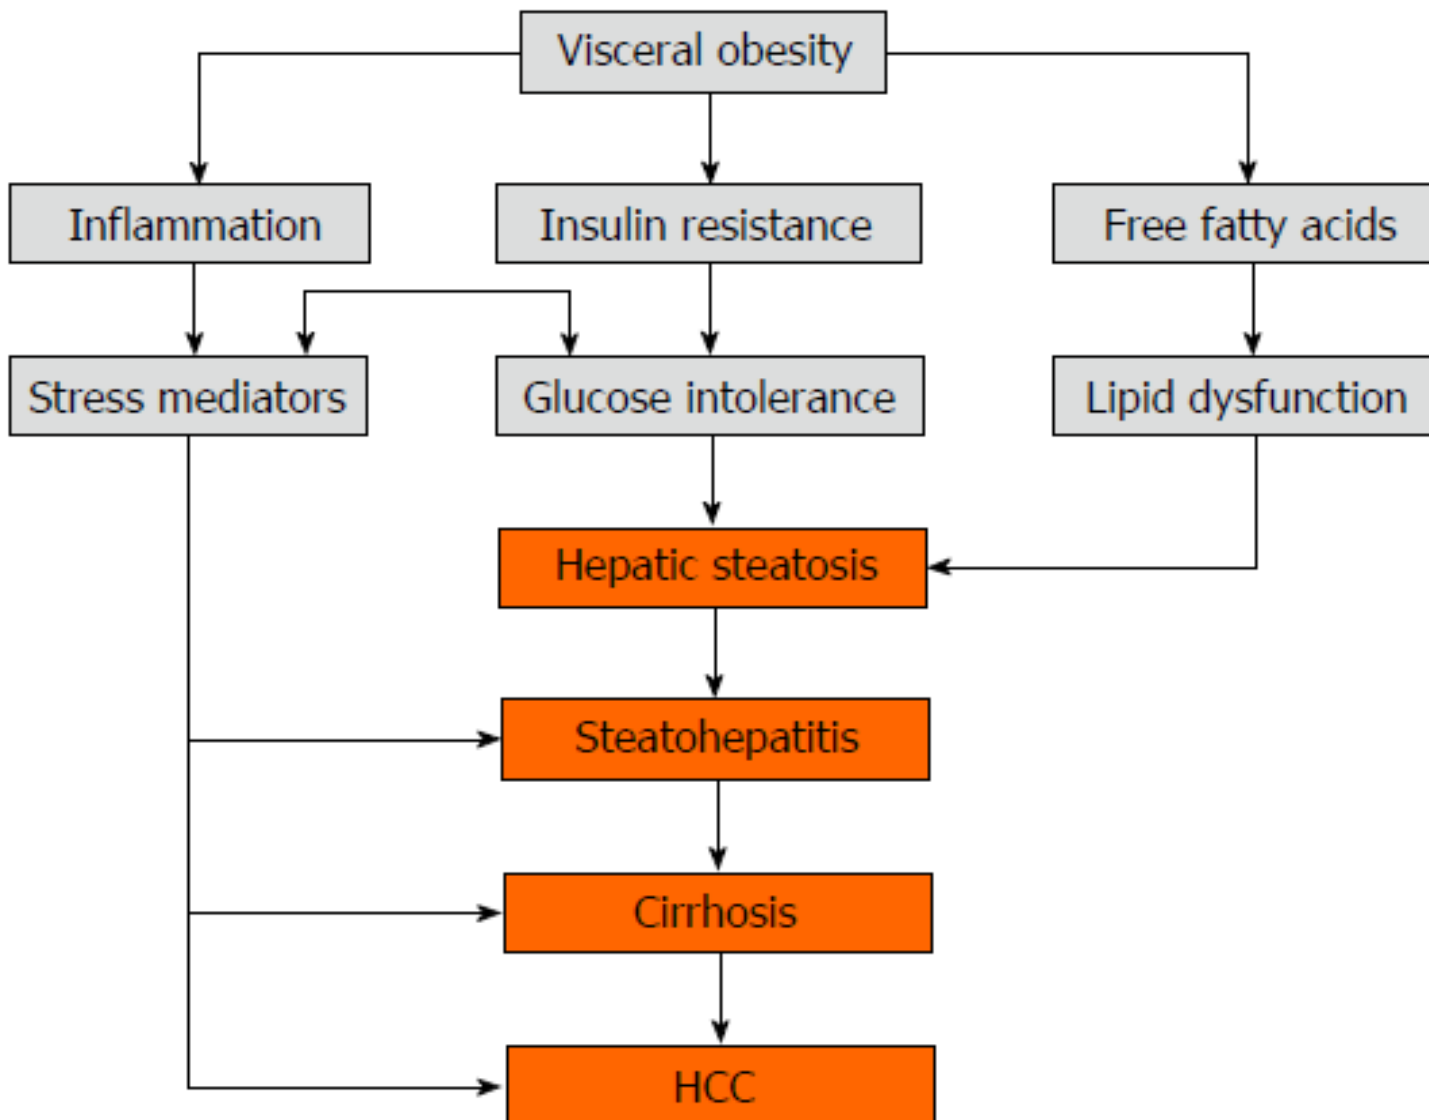 Visceral obesity
Inflammation
Insulin resistance
Free fatty acids
Stress mediators
Glucose intolerance
Lipid dysfunction
Hepatic steatosis
Steatohepatitis
Cirrhosis
HCC